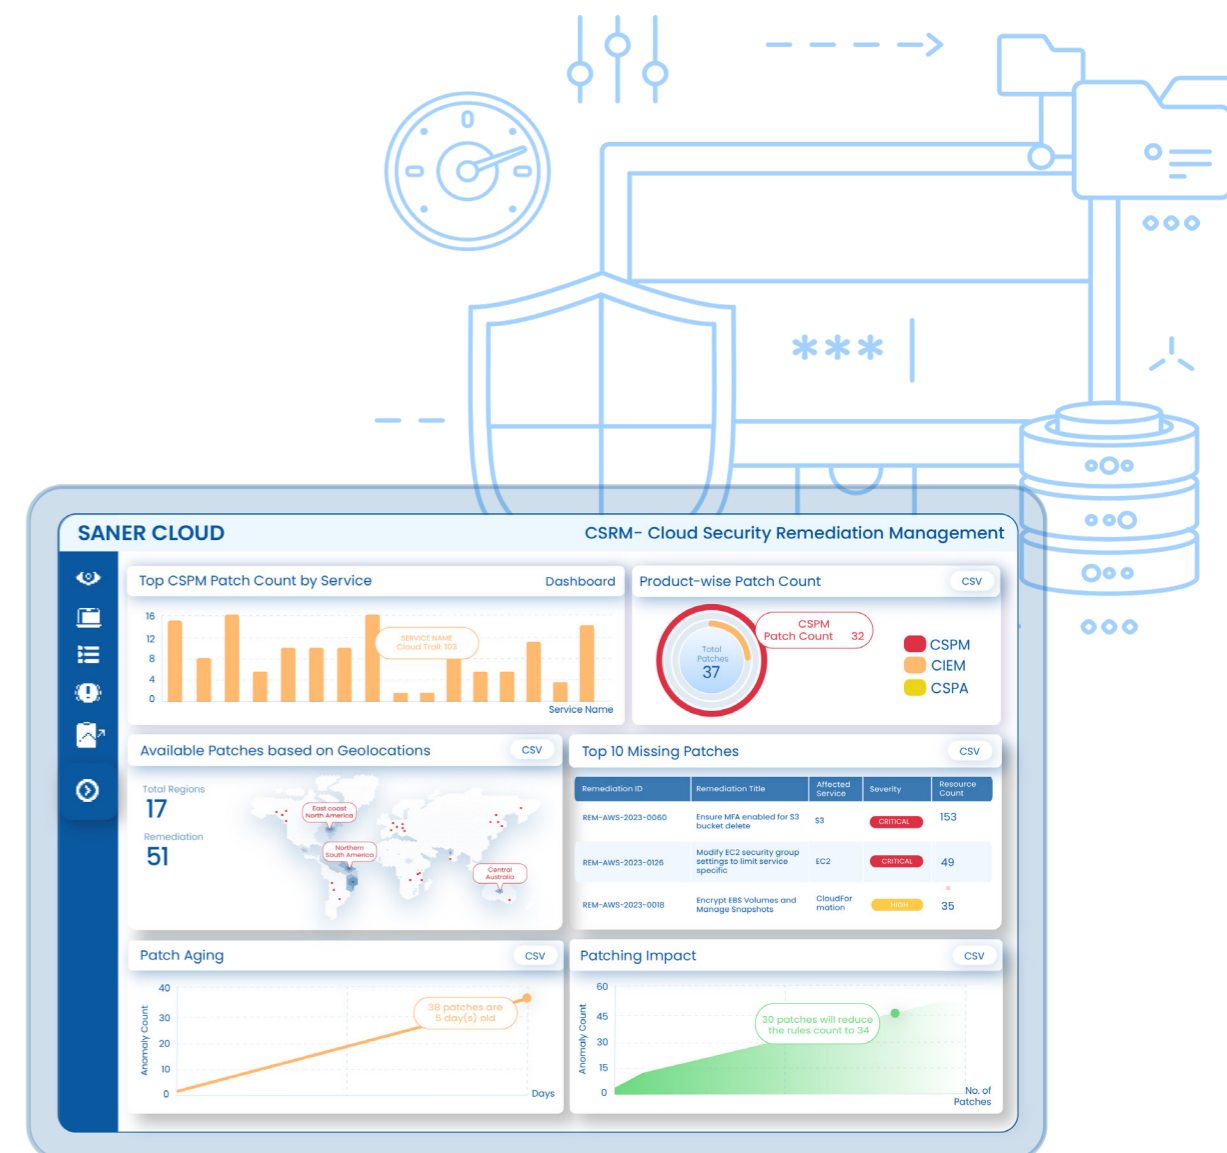 0
***
SANER CLOUD
CSRM- Cloud Security Remediation Management
Top CSPM Patch Count by Service
Dashboard
16
12
8
4
0
SERVICE NAME
Cloud Trail: 103
Service Name
Product-wise Patch Count
CSV
Total
Patches
37
CSPM
Patch Count 32
CSPM
CIEM
CSPA
Available Patches based on Geolocations
CSV
Total Regions
17
Remediation
51
East coast
North America
Northern
South America
Central
Australia
Top 10 Missing Patches
CSV
Remediation ID
Remediation Title
Affected
Service
Severity
Resource
Count
REM-AWS-2023-0060
Ensure MFA enabled for S3
bucket delete
S3
CRITICAL
153
REM-AWS-2023-0126
Modify EC2 security group
settings to limit service
specific
EC2
CRITICAL
49
REM-AWS-2023-0018
Encrypt EBS Volumes and
Manage Snapshots
CloudFor
mation
HIGH
35
Patch Aging
CSV
Anomaly Count
40
30
20
10
0
38 patches are
5 day(s) old
Days
Patching Impact
CSV
Anomaly Count
60
45
30
15
0
30 patches will reduce
the rules count to 34
No. of
Patches